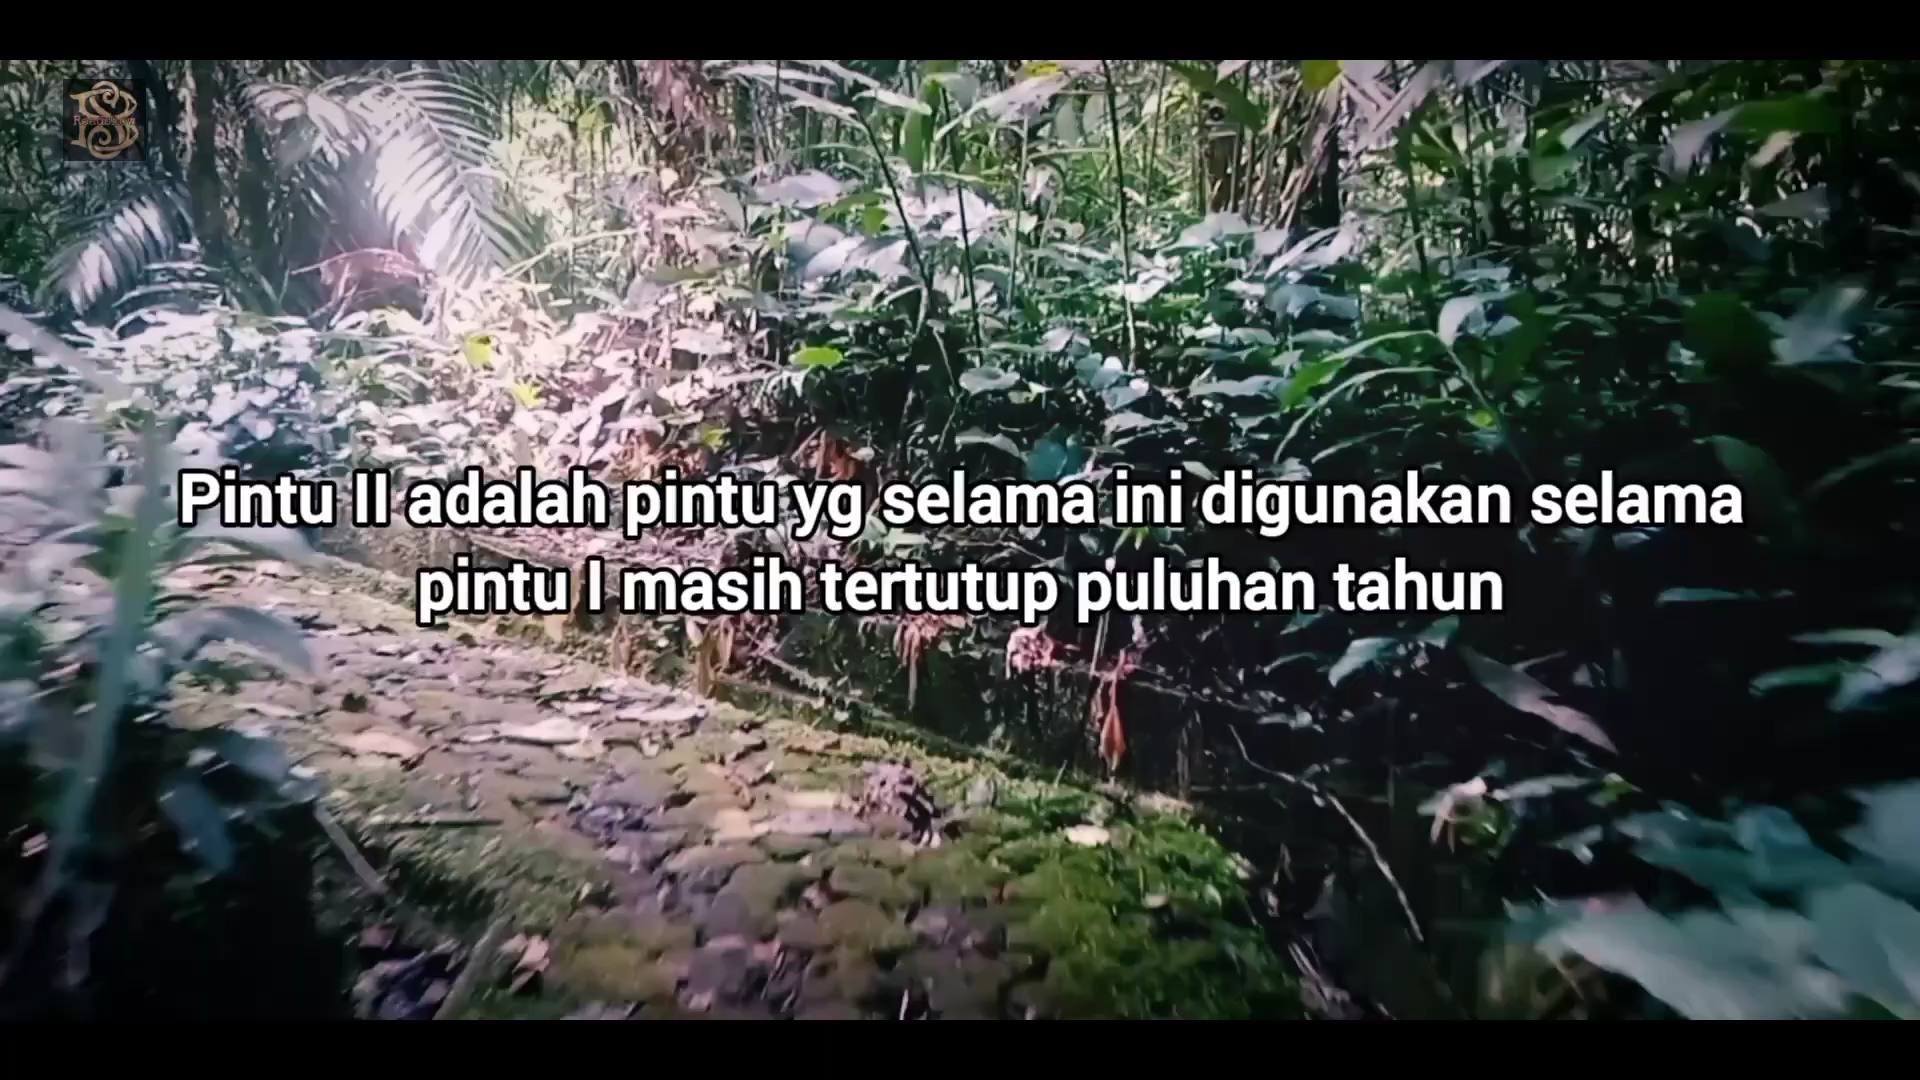 Pintu II adalah pintu yg selama ini digunakan selama
pintu I masih tertutup puluhan tahun